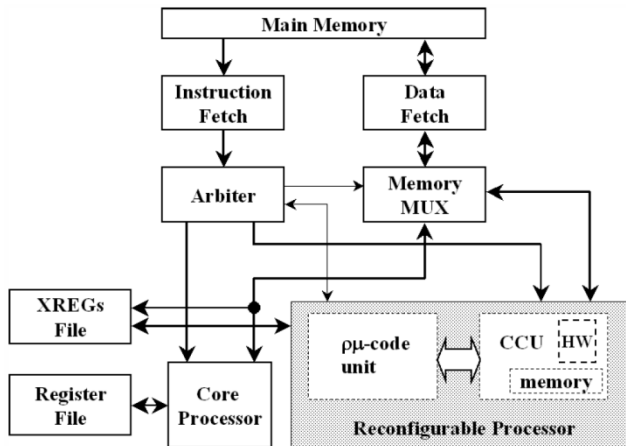 Main Memory
Instruction
Fetch
Data
Fetch
Arbiter
Memory
MUX
XREGs
File
ρμ-code
unit
CCU
HW
memory
Register
File
Core
Processor
Reconfigurable Processor